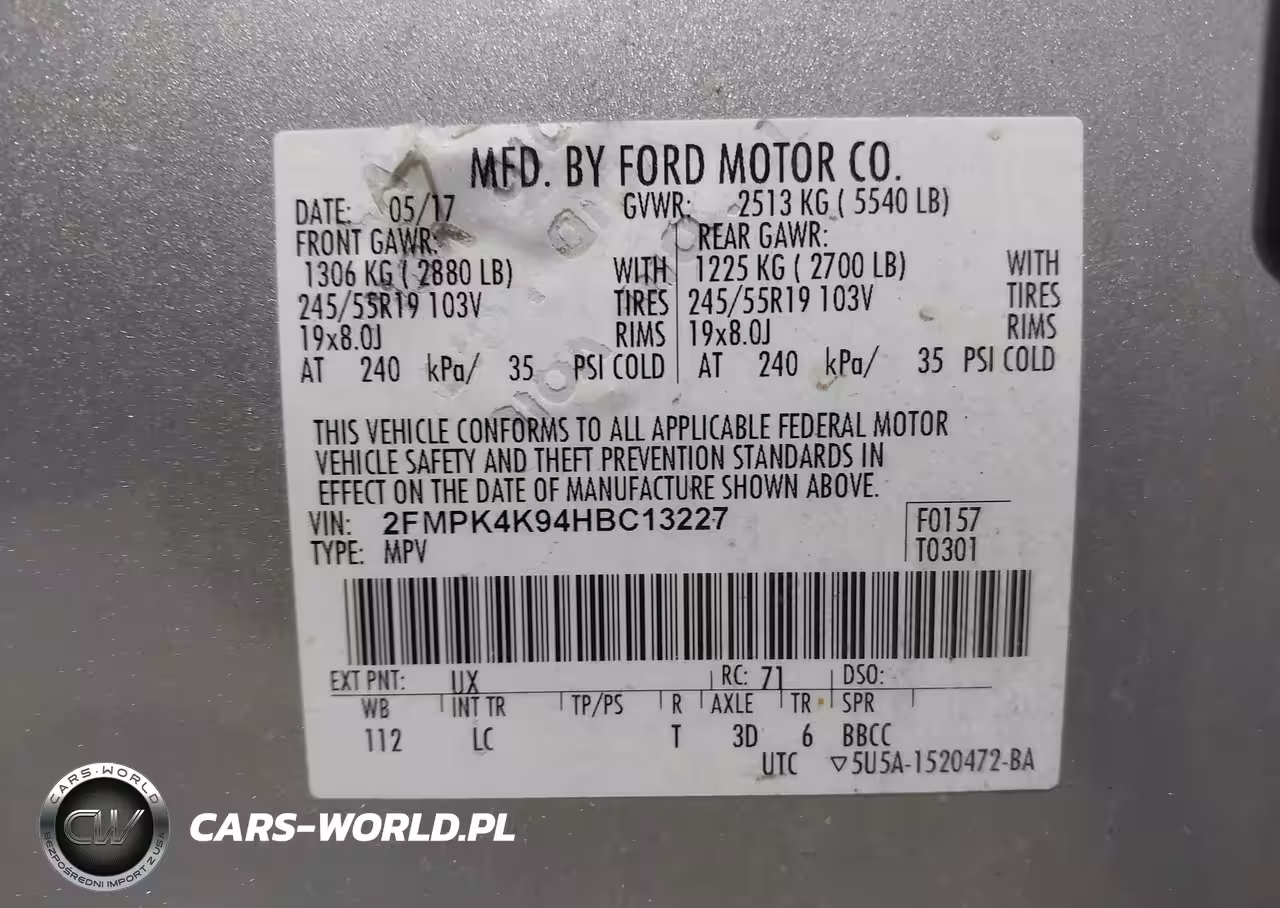 MFD. BY FORD MOTOR CO.
DATE: 05/17 GVWR: 2513 KG ( 5540 LB)
FRONT GAWR: REAR GAWR:
1306 KG ( 2880 LB) WITH 1225 KG ( 2700 LB) WITH
245/55R19 103V TIRES 245/55R19 103V TIRES
19x8.0J RIMS 19x8.0J RIMS
AT 240 kPa/ 35 PSI COLD AT 240 kPa/ 35 PSI COLD
THIS VEHICLE CONFORMS TO ALL APPLICABLE FEDERAL MOTOR
VEHICLE SAFETY AND THEFT PREVENTION STANDARDS IN
EFFECT ON THE DATE OF MANUFACTURE SHOWN ABOVE.
VIN: 2FMPK4K94HBC13227 F0157
TYPE: MPV T0301
EXT PNT: UX RC: 71 DSO:
WB INT TR TP/PS R AXLE TR SPR
112 LC T 3D 6 BBCC
UTC ▽5U5A-1520472-BA
CARS-WORLD
CW
BEZPOŚREDNI IMPORT Z USA
CARS-WORLD.PL